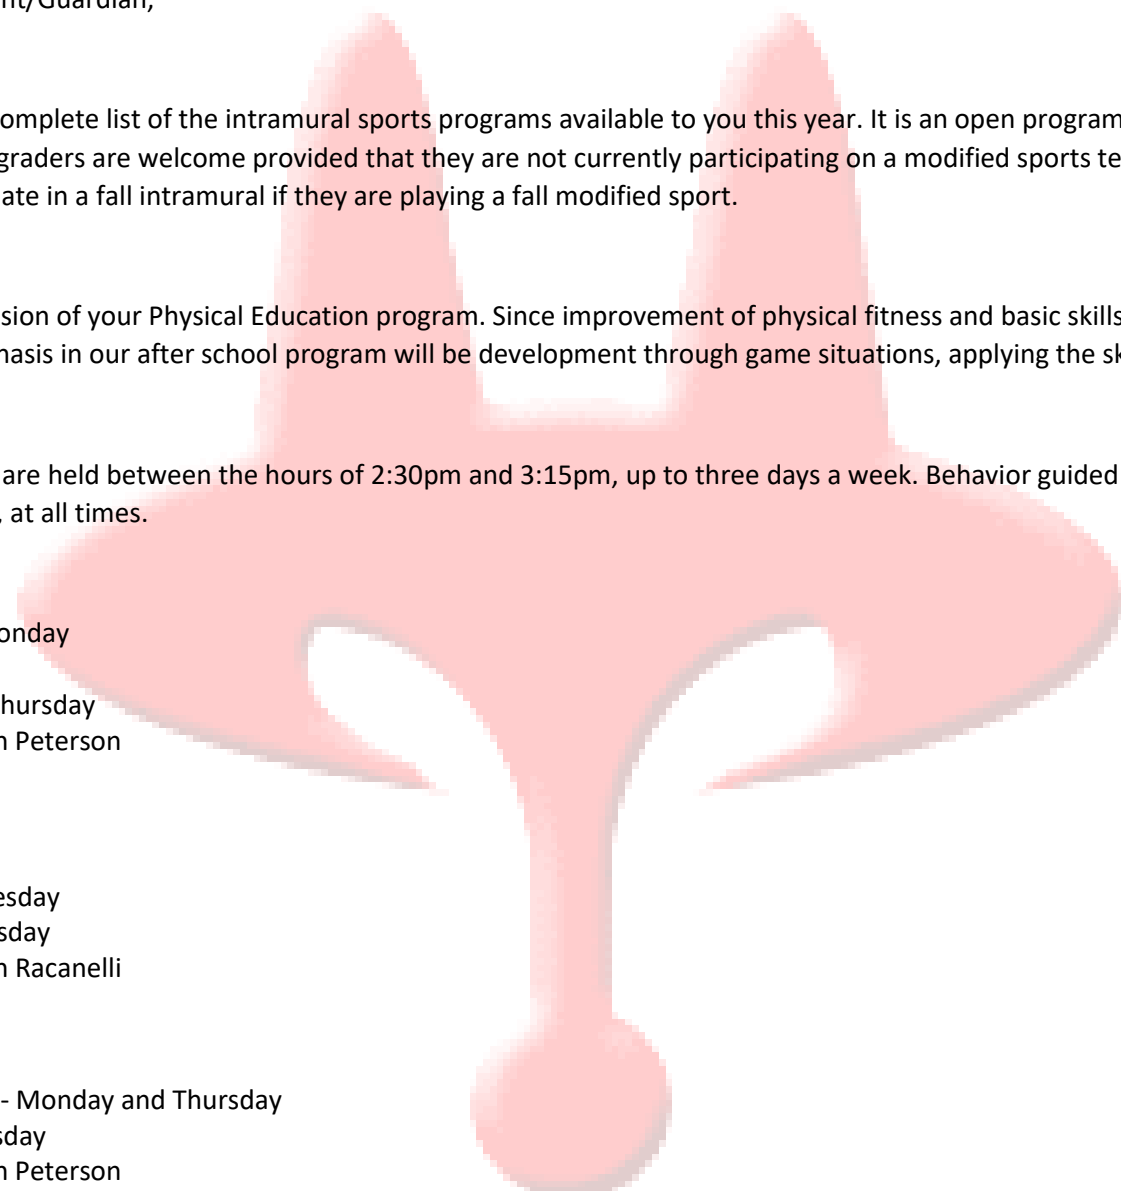 nt/Guardian,
omplete list of the intramural sports programs available to you this year. It is an open program
graders are welcome provided that they are not currently participating on a modified sports te
ate in a fall intramural if they are playing a fall modified sport.
sion of your Physical Education program. Since improvement of physical fitness and basic skills
hasis in our after school program will be development through game situations, applying the sk
are held between the hours of 2:30pm and 3:15pm, up to three days a week. Behavior guided
, at all times.
onday
hursday
n Peterson
esday
sday
n Racanelli
- Monday and Thursday
sday
n Peterson